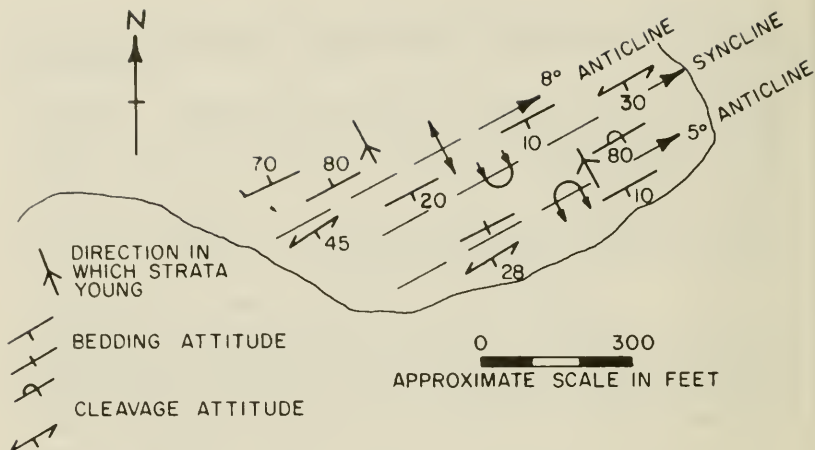 N
8° ANTICLINE
SYNCLINE
5° ANTICLINE
30
10
80
70
80
20
10
45
28
DIRECTION IN
WHICH STRATA
YOUNG
BEDDING ATTITUDE
CLEAVAGE ATTITUDE
0 300
APPROXIMATE SCALE IN FEET